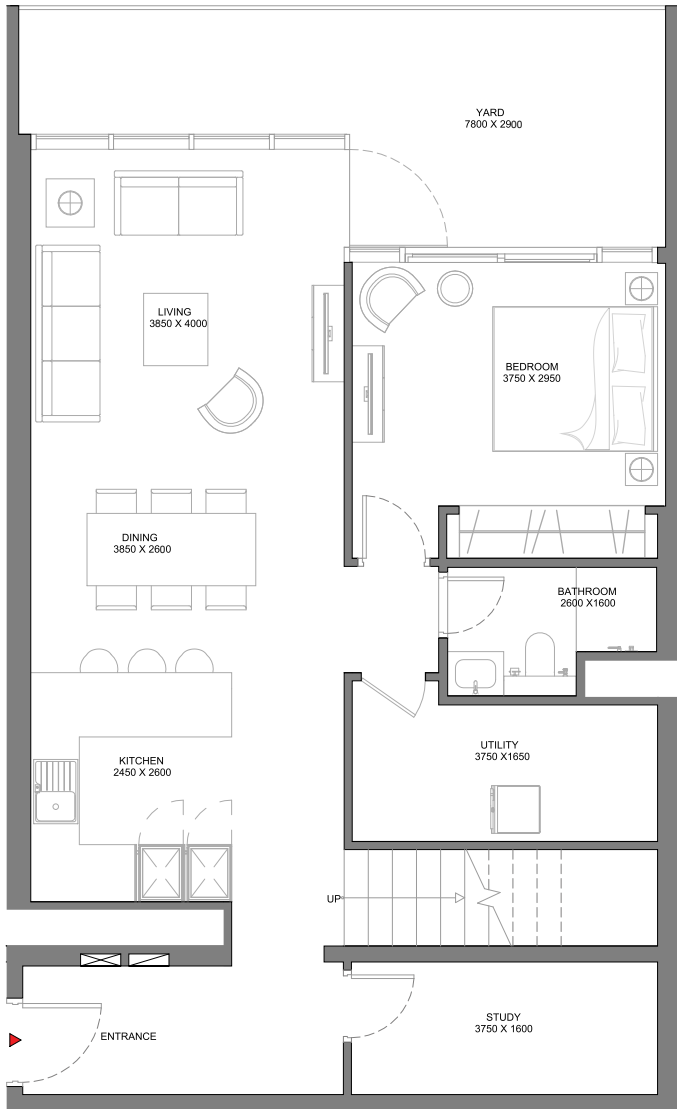 YARD
7800 X 2900
LIVING
3850 X 4000
BEDROOM
3750 X 2950
DINING
3850 X 2600
BATHROOM
2600 X1600
KITCHEN
2450 X 2600
UTILITY
3750 X1650
UP
STUDY
3750 X 1600
ENTRANCE